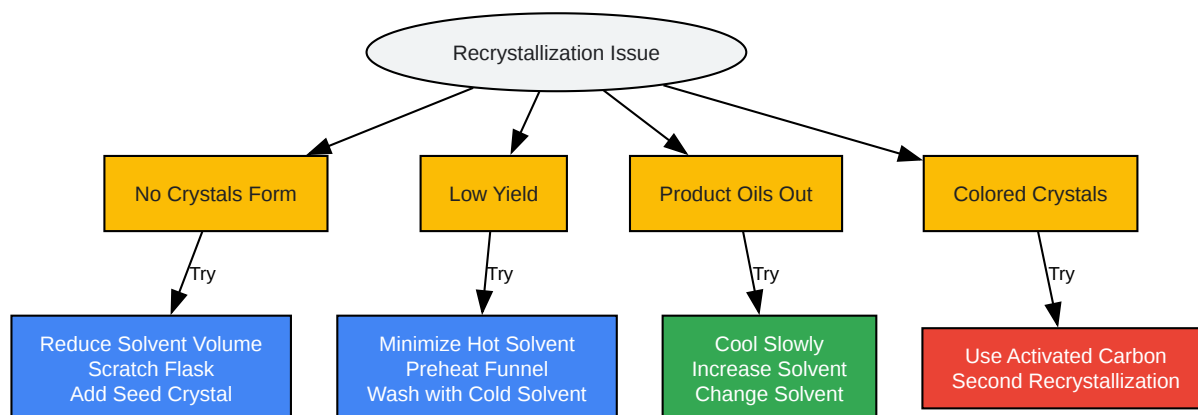 Recrystallization Issue
No Crystals Form
Low Yield
Product Oils Out
Colored Crystals
Try
Try
Try
Try
Reduce Solvent Volume
Scratch Flask
Add Seed Crystal
Minimize Hot Solvent
Preheat Funnel
Wash with Cold Solvent
Cool Slowly
Increase Solvent
Change Solvent
Use Activated Carbon
Second Recrystallization